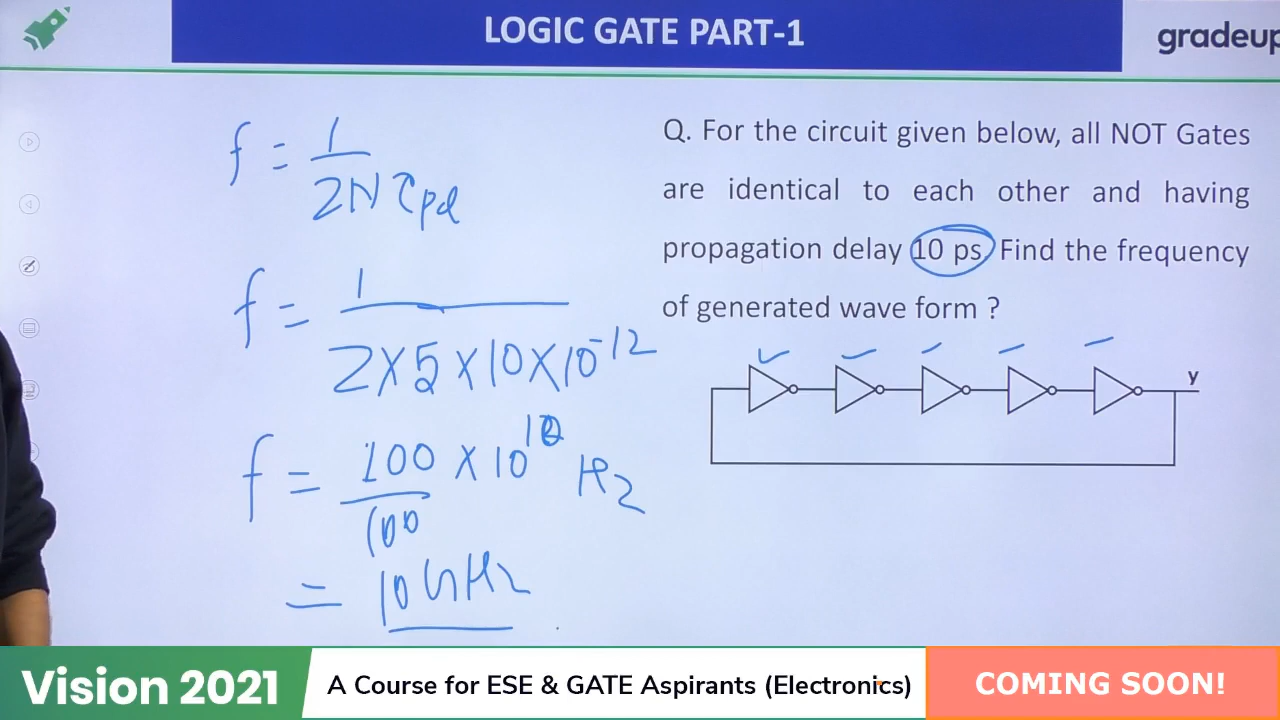 LOGIC GATE PART-1
gradeup
f = 1 / 2N τpd
f = 1 / 2×5×10×10^-12
f = 100 / 100 × 10^10 Hz
= 10 GHz
Q. For the circuit given below, all NOT Gates
are identical to each other and having
propagation delay 10 ps. Find the frequency
of generated wave form ?
y
Vision 2021
A Course for ESE & GATE Aspirants (Electronics)
COMING SOON!